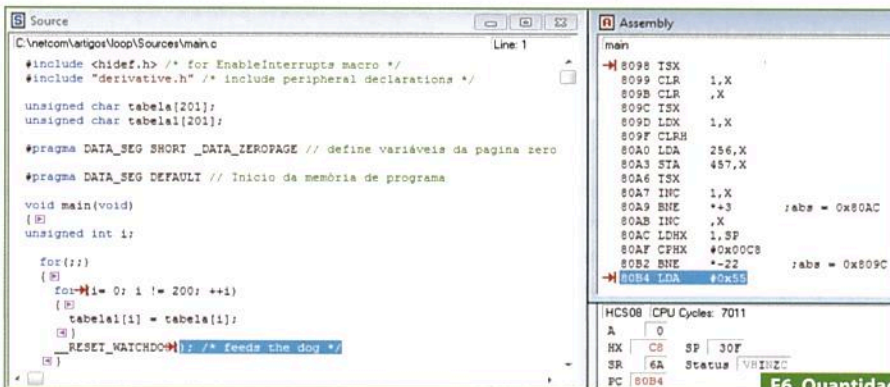 Source
C:\netcom\artigos\loop\Sources\main.c
Line: 1
#include <hidef.h> /* for EnableInterrupts macro */
#include "derivative.h" /* include peripheral declarations */
unsigned char tabela[201];
unsigned char tabela1[201];
#pragma DATA_SEG SHORT _DATA_ZEROPAGE // define variáveis da pagina zero
#pragma DATA_SEG DEFAULT // Inicio da memória de programa
void main(void)
{
unsigned int i;
for(;;)
{
for(i= 0; i != 200; ++i)
{
tabela1[i] = tabela[i];
}
__RESET_WATCHDOG(); /* feeds the dog */
}
Assembly
main
8098 TSX
8099 CLR 1,X
809B CLR ,X
809C TSX
809D LDX 1,X
809F CLRH
80A0 LDA 256,X
80A3 STA 457,X
80A6 TSX
80A7 INC 1,X
80A9 BNE *+3 ;abs = 0x80AC
80AB INC ,X
80AC LDHX 1,SP
80AF CPHX #0x00C8
80B2 BNE *-22 ;abs = 0x809C
80B4 LDA #0x55
HCS08 CPU Cycles: 7011
A 0
HX C8 SP 30F
SR 6A Status VHINZC
PC 80B4
F6. Quantidad